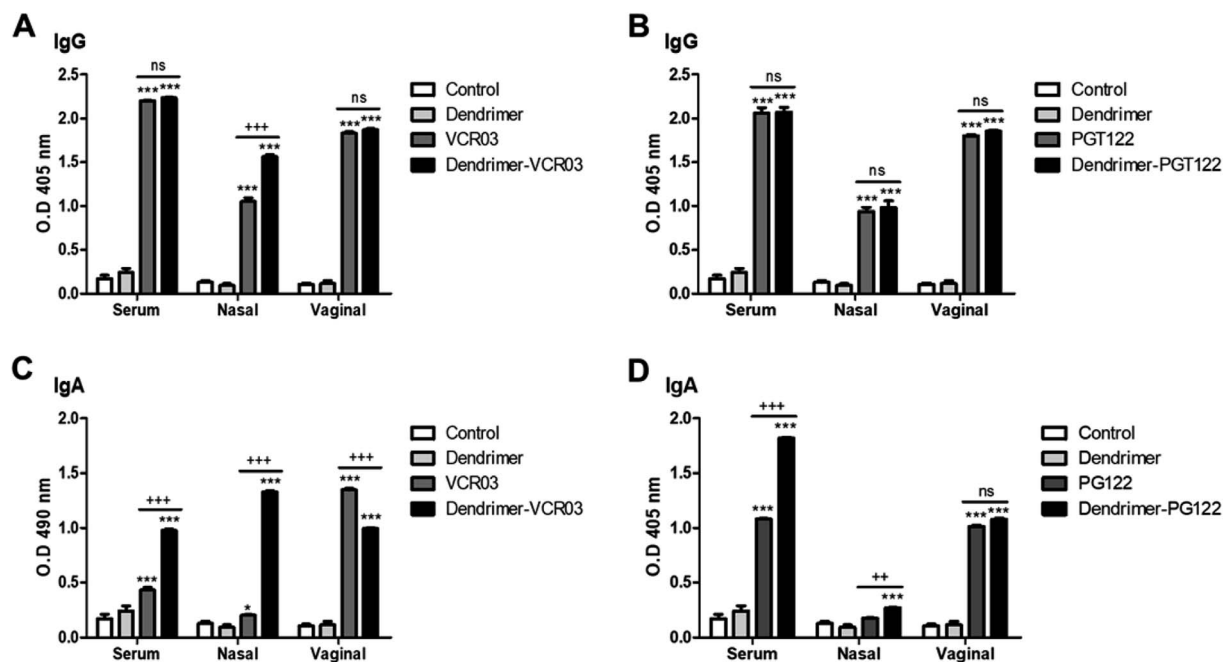 A
IgG
O.D 405 nm
2.5
2.0
1.5
1.0
0.5
0.0
ns
*** ***
+++
***
***
ns
*** ***
Serum Nasal Vaginal
Control
Dendrimer
VCR03
Dendrimer-VCR03
B
IgG
O.D 405 nm
2.5
2.0
1.5
1.0
0.5
0.0
ns
*** ***
ns
*** ***
ns
*** ***
Serum Nasal Vaginal
Control
Dendrimer
PGT122
Dendrimer-PGT122
C
IgA
O.D 490 nm
2.0
1.5
1.0
0.5
0.0
+++
***
***
+++
***
*
+++
***
***
Serum Nasal Vaginal
Control
Dendrimer
VCR03
Dendrimer-VCR03
D
IgA
O.D 405 nm
2.0
1.5
1.0
0.5
0.0
+++
***
***
++
***
ns
*** ***
Serum Nasal Vaginal
Control
Dendrimer
PG122
Dendrimer-PG122